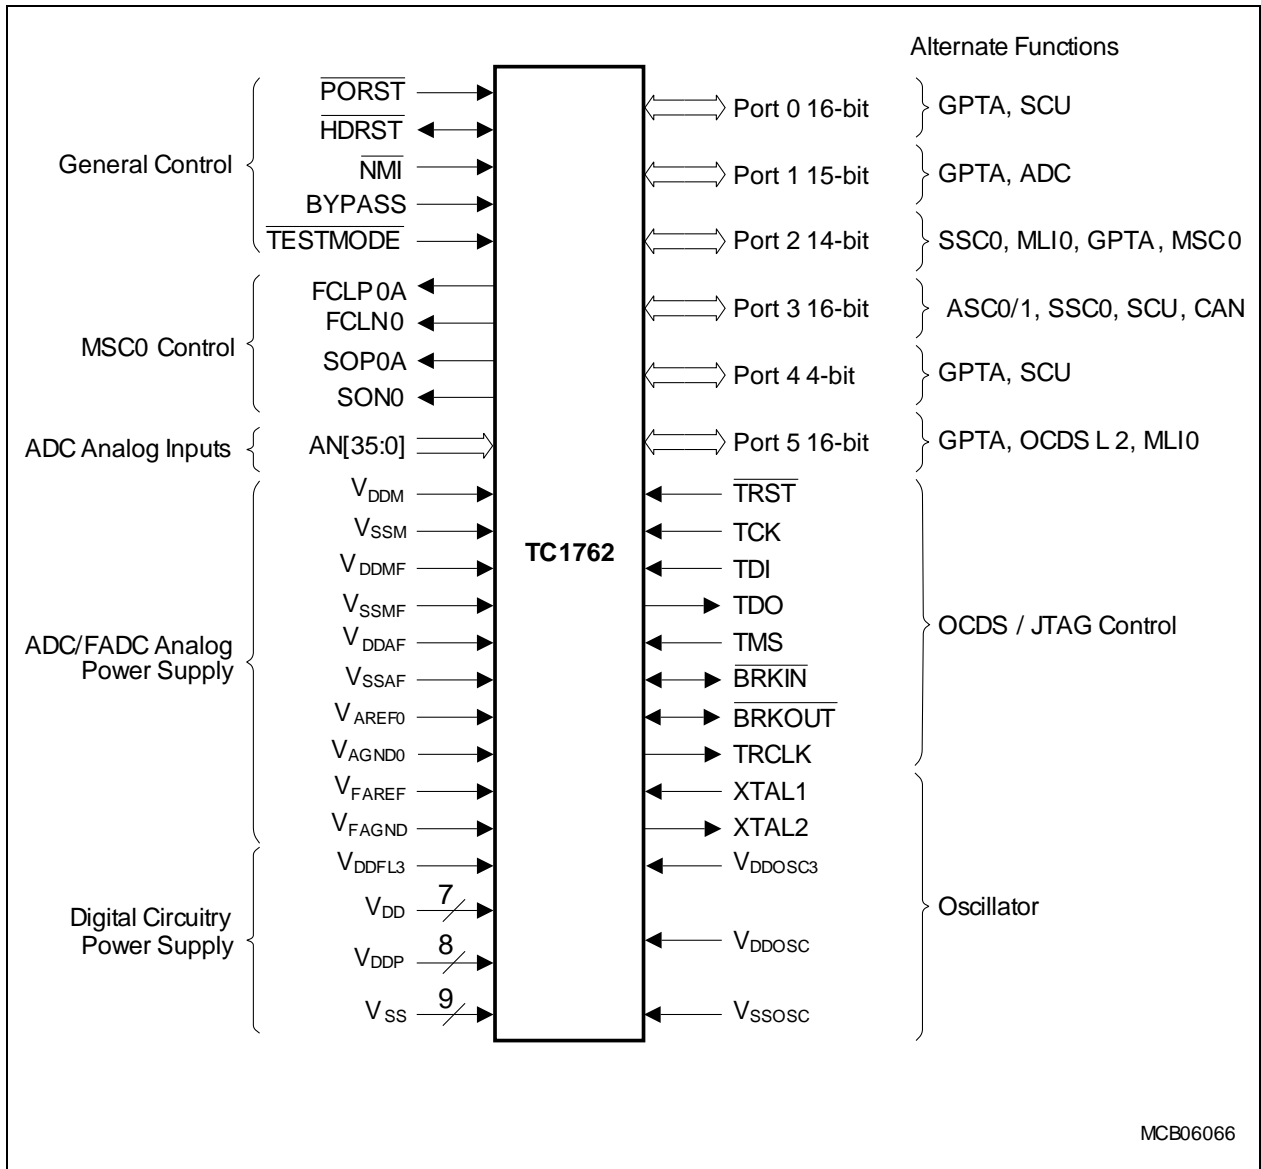 Alternate Functions
General Control
PORST
HDRST
NMI
BYPASS
TESTMODE
MSC0 Control
FCLP0A
FCLN0
SOP0A
SON0
ADC Analog Inputs
AN[35:0]
ADC/FADC Analog
Power Supply
VDDM
VSSM
VDDMF
VSSMF
VDDAF
VSSAF
VAREF0
VAGND0
VFAREF
VFAGND
Digital Circuitry
Power Supply
VDDFL3
VDD 7
VDDP 8
VSS 9
TC1762
Port 0 16-bit GPTA, SCU
Port 1 15-bit GPTA, ADC
Port 2 14-bit SSC0, MLI0, GPTA, MSC0
Port 3 16-bit ASC0/1, SSC0, SCU, CAN
Port 4 4-bit GPTA, SCU
Port 5 16-bit GPTA, OCDS L2, MLI0
TRST
TCK
TDI
TDO
TMS
BRKIN
BRKOUT
TRCLK
OCDS / JTAG Control
XTAL1
XTAL2
VDDOSC3
VDDOSC
VSSOSC
Oscillator
MCB06066